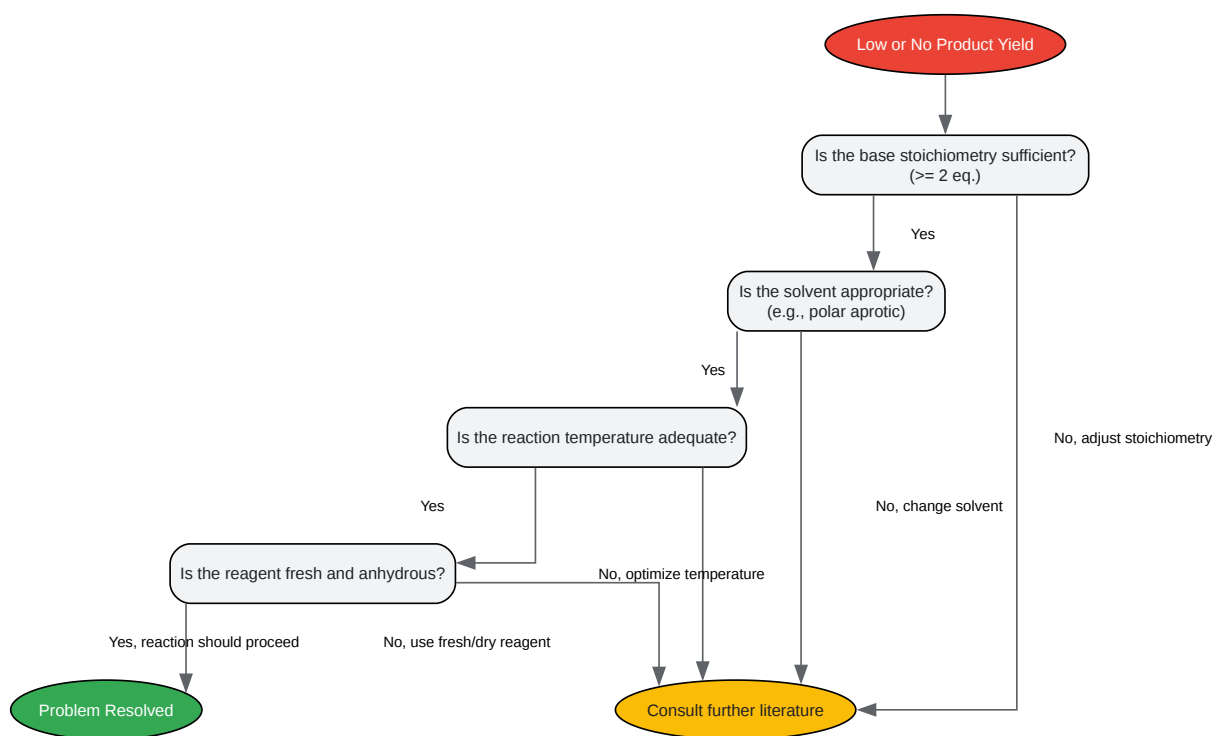 Low or No Product Yield
Is the base stoichiometry sufficient?
(>= 2 eq.)
Yes
Is the solvent appropriate?
(e.g., polar aprotic)
Yes
Is the reaction temperature adequate?
No, adjust stoichiometry
Yes
No, change solvent
Is the reagent fresh and anhydrous?
No, optimize temperature
Yes, reaction should proceed
No, use fresh/dry reagent
Problem Resolved
Consult further literature